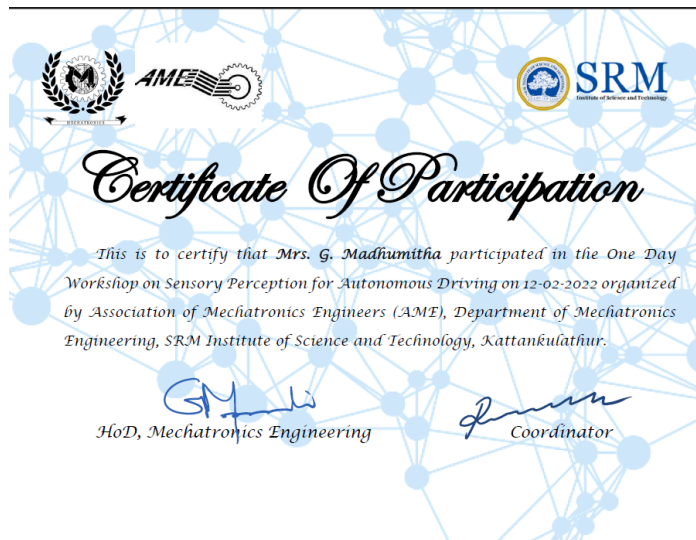 MECHATRONICS
AME
SRM
Institute of Science and Technology
Certificate Of Participation
This is to certify that Mrs. G. Madhumitha participated in the One Day
Workshop on Sensory Perception for Autonomous Driving on 12-02-2022 organized
by Association of Mechatronics Engineers (AME), Department of Mechatronics
Engineering, SRM Institute of Science and Technology, Kattankulathur.
HoD, Mechatronics Engineering
Coordinator